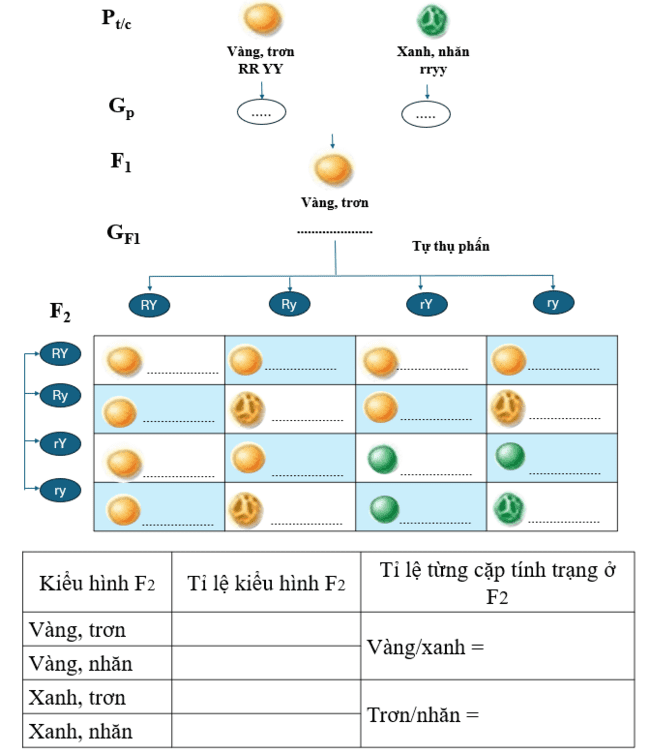 P t/c
Vàng, trơn
RR YY
Xanh, nhăn
rryy
Gp
.....
.....
F1
Vàng, trơn
GF1
......................
Tự thụ phấn
F2
RY
Ry
rY
ry
RY
....................
....................
....................
....................
Ry
....................
....................
....................
....................
rY
....................
....................
....................
....................
ry
....................
....................
....................
....................
Kiểu hình F2
Tỉ lệ kiểu hình F2
Tỉ lệ từng cặp tính trạng ở
F2
Vàng, trơn
Vàng/xanh =
Vàng, nhăn
Xanh, trơn
Trơn/nhăn =
Xanh, nhăn